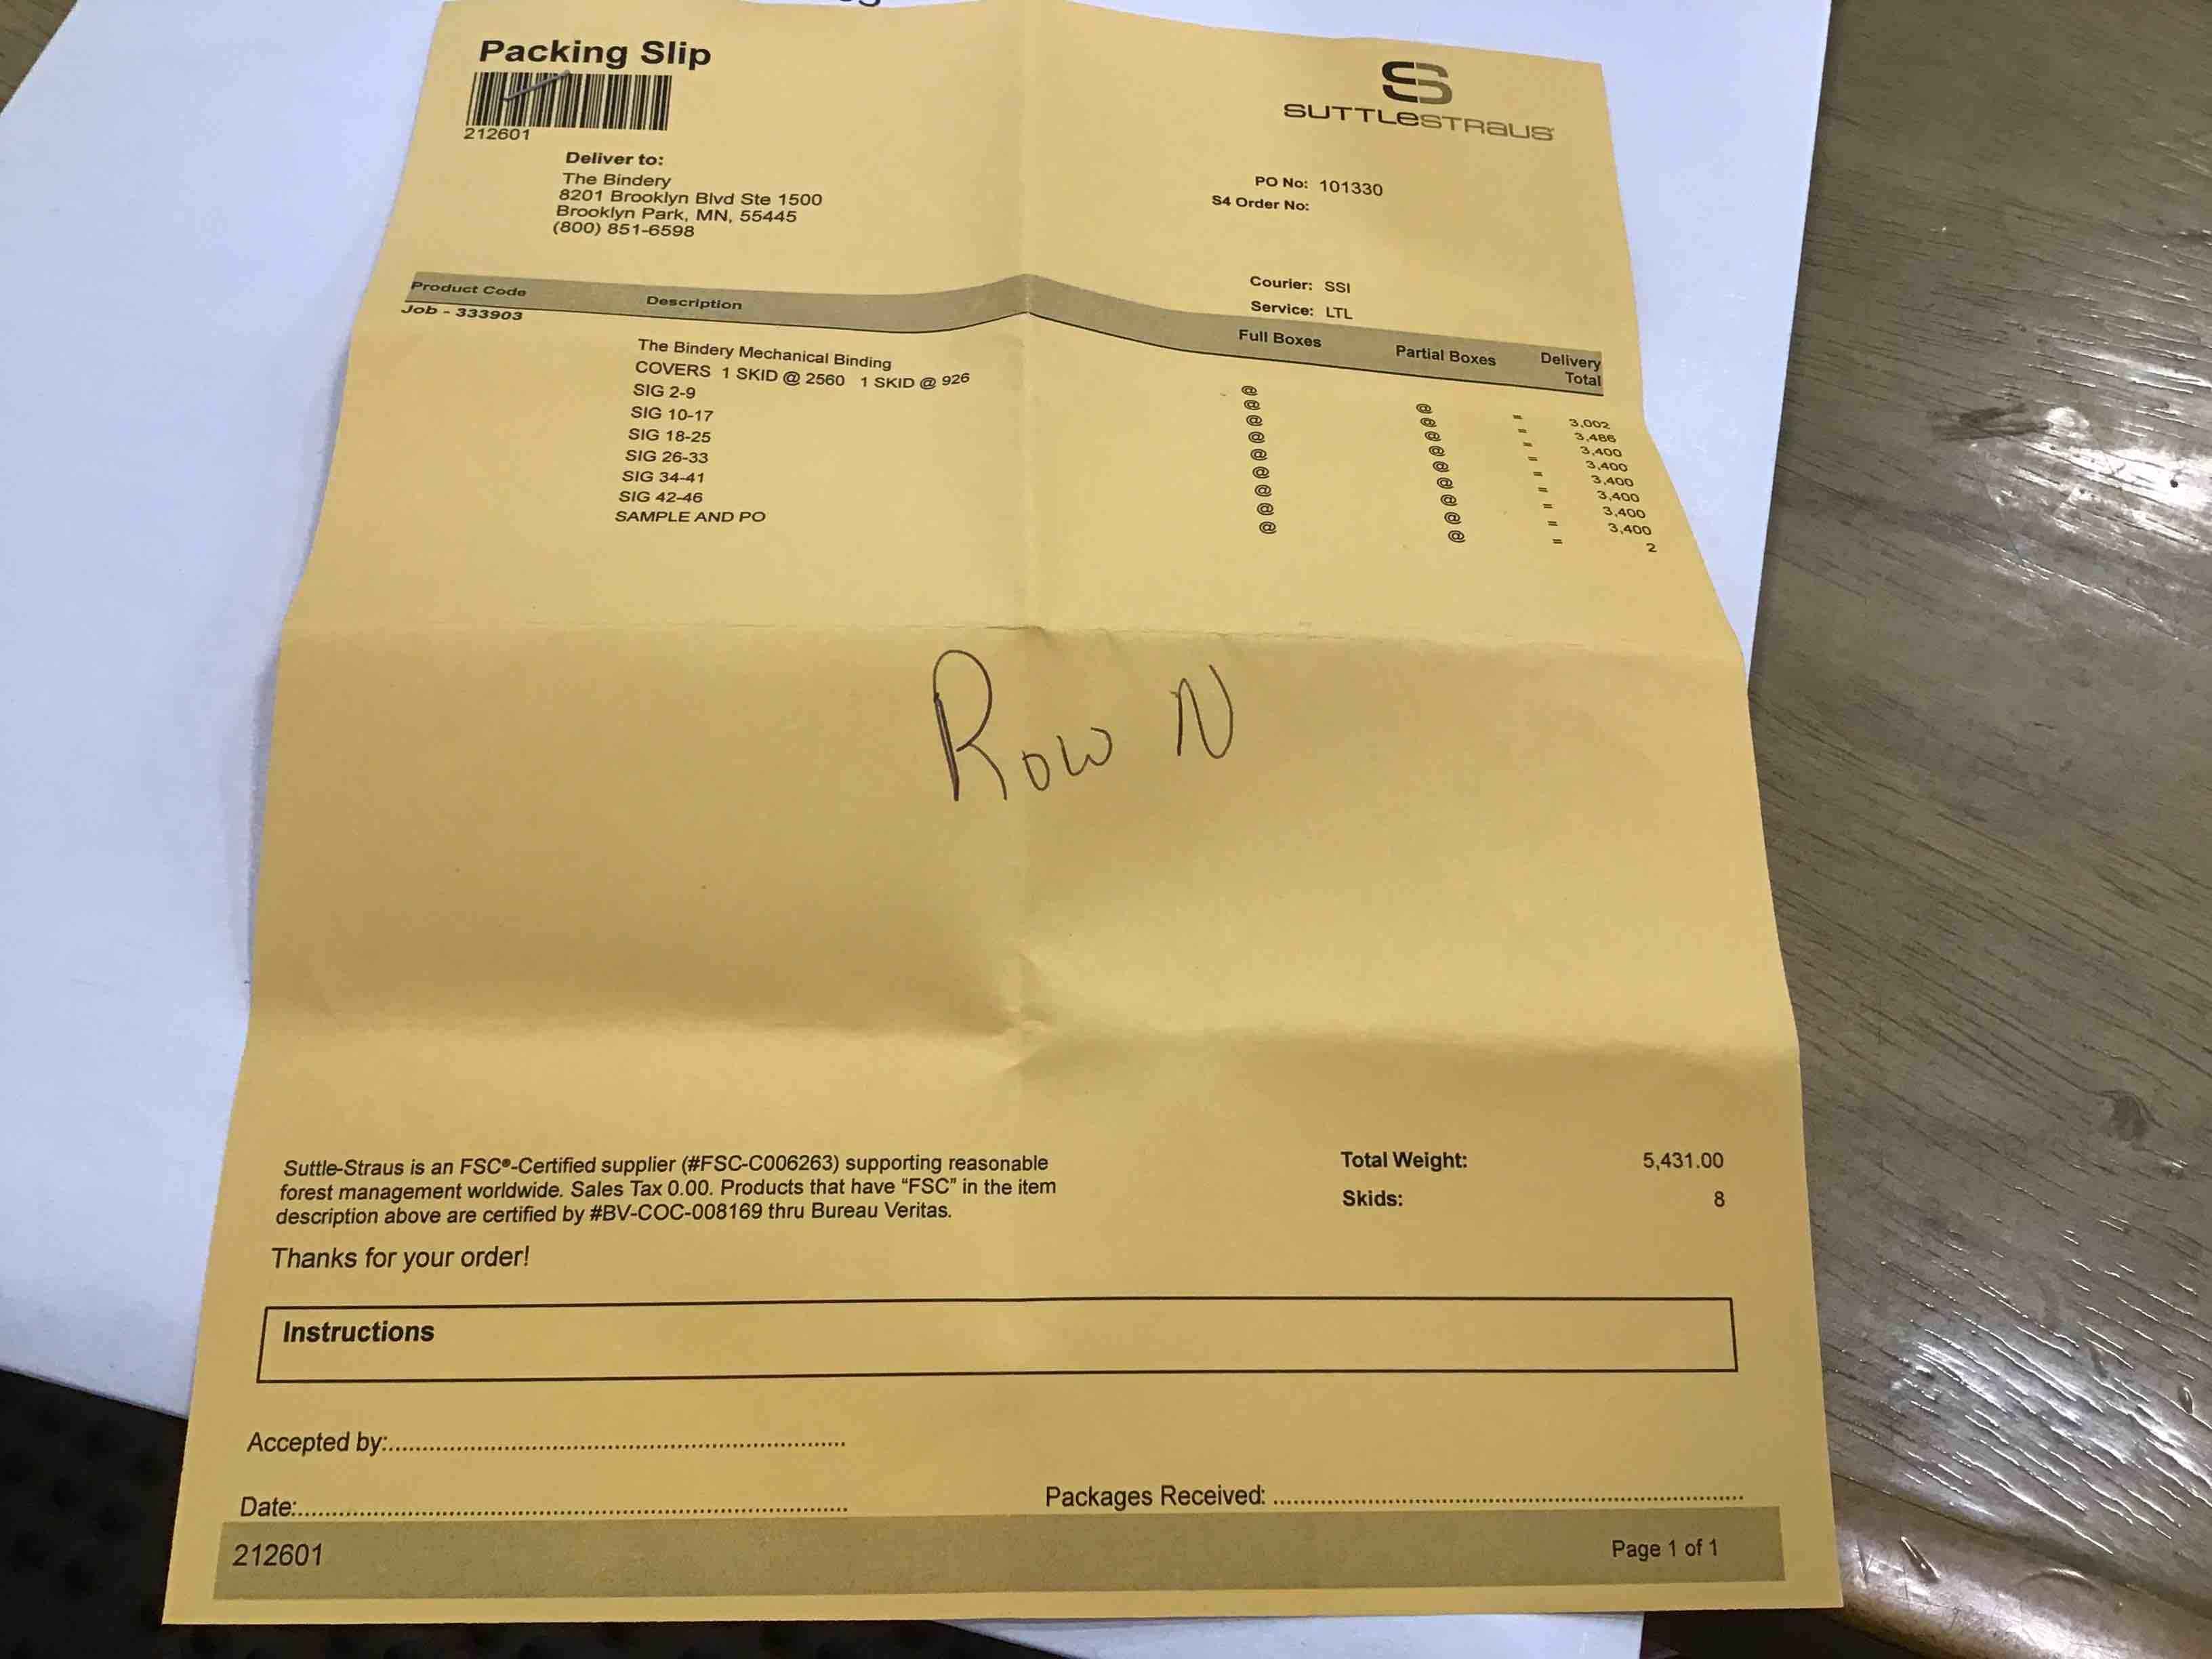 Packing Slip
SUTTLESTRAUS
212601
Deliver to:
The Bindery
8201 Brooklyn Blvd Ste 1500
Brooklyn Park, MN, 55445
(800) 851-6598
PO No: 101330
S4 Order No:
Courier: SSI
Service: LTL
Product Code Description Full Boxes Partial Boxes Delivery Total
Job - 333903
The Bindery Mechanical Binding @ @ = 3,002
COVERS 1 SKID @ 2560 1 SKID @ 926 @ @ = 3,486
SIG 2-9 @ @ = 3,400
SIG 10-17 @ @ = 3,400
SIG 18-25 @ @ = 3,400
SIG 26-33 @ @ = 3,400
SIG 34-41 @ @ = 3,400
SIG 42-46 @ @ = 3,400
SAMPLE AND PO @ @ = 2
Row N
Suttle-Straus is an FSC®-Certified supplier (#FSC-C006263) supporting reasonable
forest management worldwide. Sales Tax 0.00. Products that have “FSC” in the item
description above are certified by #BV-COC-008169 thru Bureau Veritas.
Thanks for your order!
Total Weight: 5,431.00
Skids: 8
Instructions
Accepted by:
Date:
Packages Received:
212601
Page 1 of 1